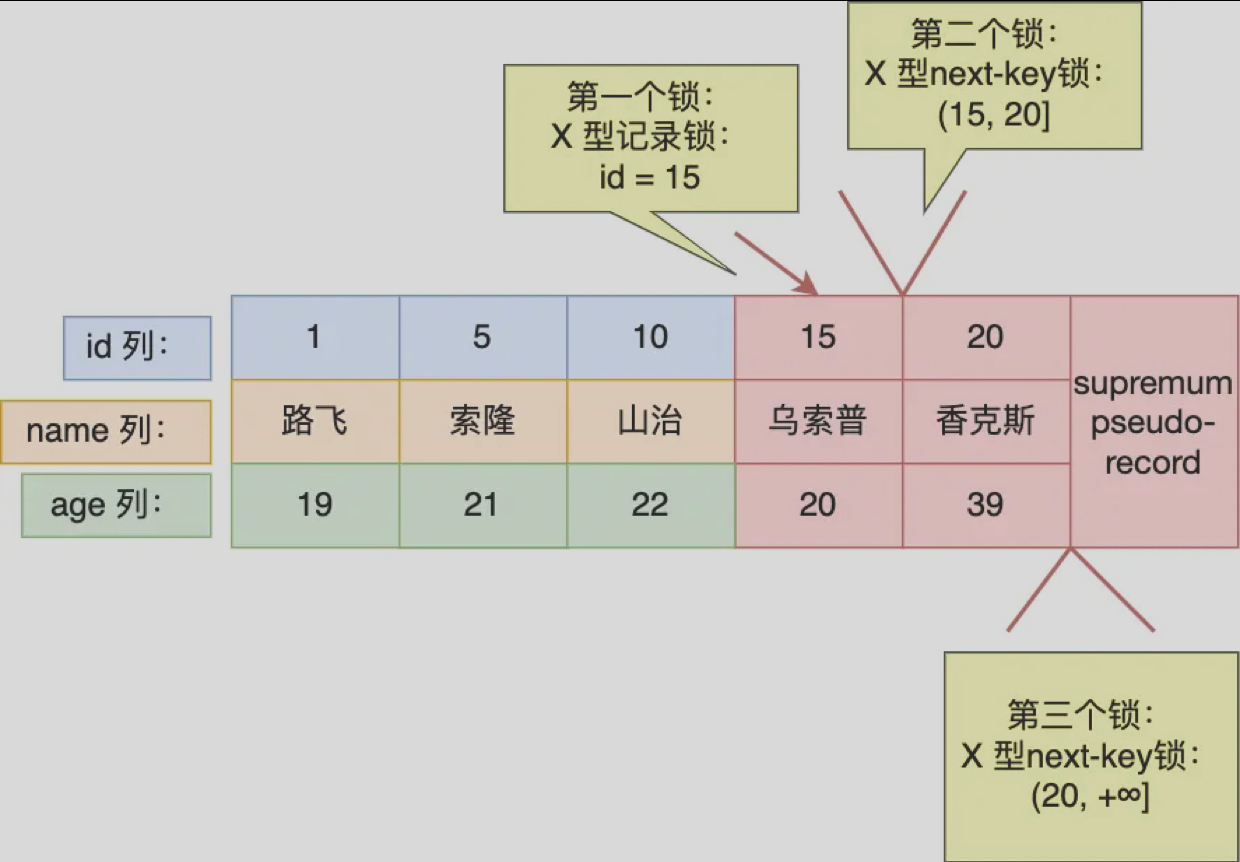 第二个锁：
X 型next-key锁：
(15, 20]
第一个锁：
X 型记录锁：
id = 15
id 列： 1 5 10 15 20
name 列： 路飞 索隆 山治 乌索普 香克斯
age 列： 19 21 22 20 39
supremum
pseudo-
record
第三个锁：
X 型next-key锁：
(20, +∞]